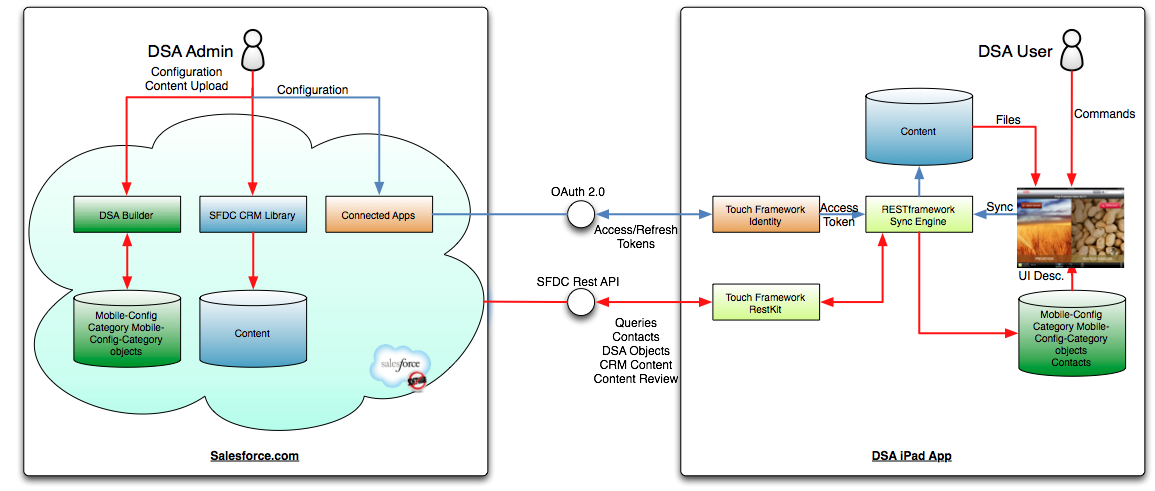 DSA Admin
Configuration
Content Upload
Configuration
DSA Builder
SFDC CRM Library
Connected Apps
Mobile-Config
Category Mobile-
Config-Category
objects
Content
salesforce
Salesforce.com
OAuth 2.0
Access/Refresh
Tokens
SFDC Rest API
Queries
Contacts
DSA Objects
CRM Content
Content Review
DSA User
Commands
Content
Files
Touch Framework
Identity
Access
Token
RESTframework
Sync Engine
Sync
UI Desc.
Touch Framework
RestKit
Mobile-Config
Category Mobile-
Config-Category
objects
Contacts
DSA iPad App